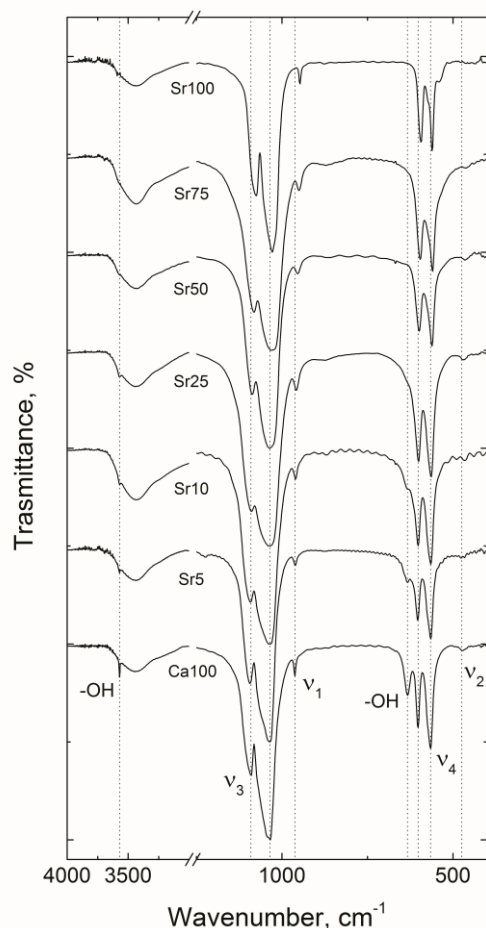 Sr100
Sr75
Sr50
Sr25
Sr10
Sr5
Ca100
-OH
ν1
-OH
ν2
ν3
ν4
4000 3500 1000 500
Wavenumber, cm-1
Trasmittance, %